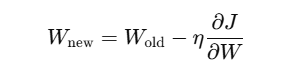 W_new = W_old − η ∂J/∂W